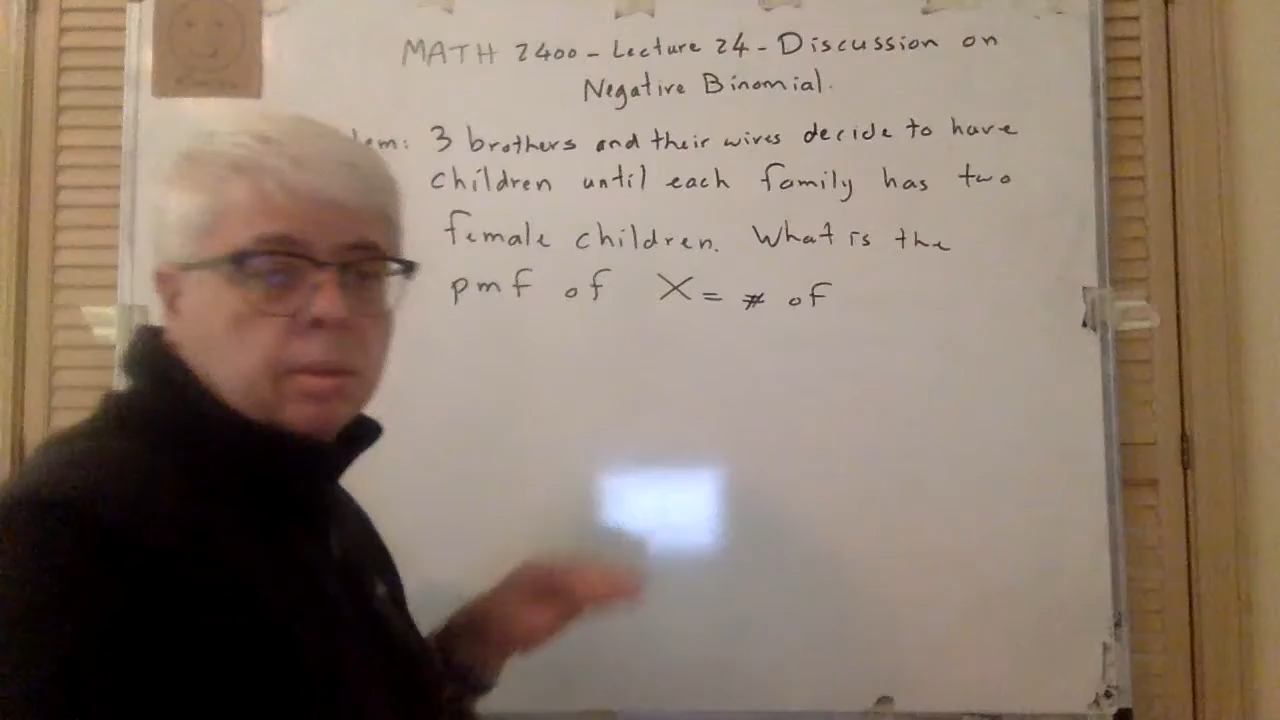 MATH 2400 - Lecture 24 - Discussion on
Negative Binomial.
3 brothers and their wives decide to have
children until each family has two
female children. What is the
pmf of X = # of